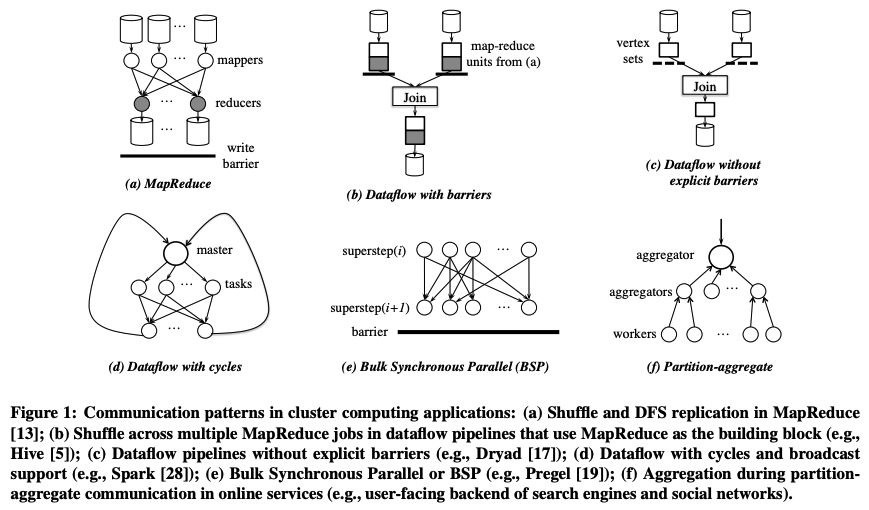 mappers
reducers
write
barrier
(a) MapReduce
map-reduce
units from (a)
Join
(b) Dataflow with barriers
vertex
sets
Join
(c) Dataflow without
explicit barriers
master
tasks
(d) Dataflow with cycles
superstep(i)
superstep(i+1)
barrier
(e) Bulk Synchronous Parallel (BSP)
aggregator
aggregators
workers
(f) Partition-aggregate
Figure 1: Communication patterns in cluster computing applications: (a) Shuffle and DFS replication in MapReduce
[13]; (b) Shuffle across multiple MapReduce jobs in dataflow pipelines that use MapReduce as the building block (e.g.,
Hive [5]); (c) Dataflow pipelines without explicit barriers (e.g., Dryad [17]); (d) Dataflow with cycles and broadcast
support (e.g., Spark [28]); (e) Bulk Synchronous Parallel or BSP (e.g., Pregel [19]); (f) Aggregation during partition-
aggregate communication in online services (e.g., user-facing backend of search engines and social networks).